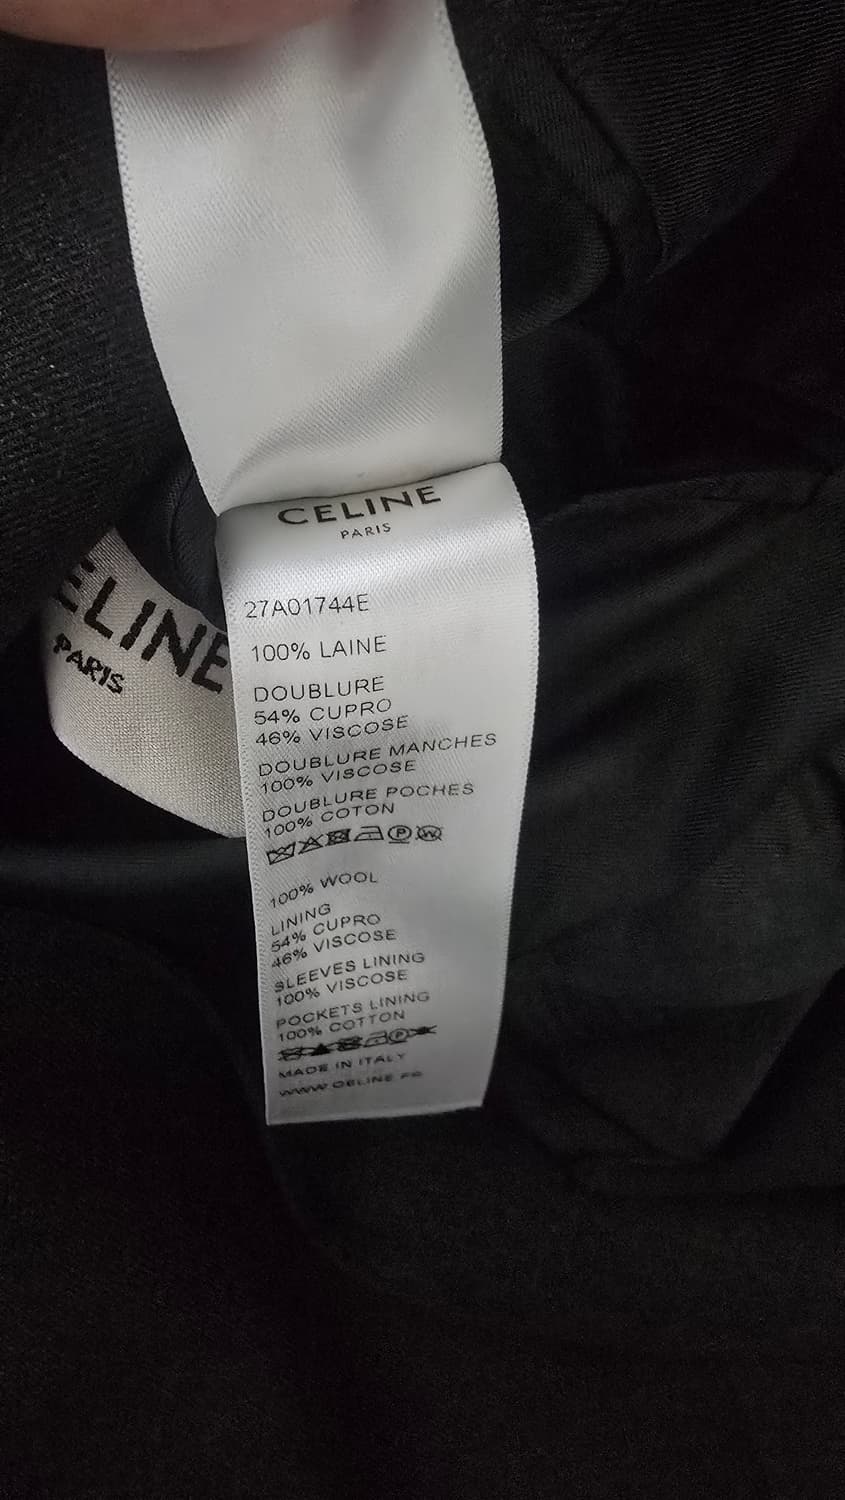 CELINE
PARIS
27A01744E
100% LAINE
DOUBLURE
54% CUPRO
46% VISCOSE
DOUBLURE MANCHES
100% VISCOSE
DOUBLURE POCHES
100% COTON
100% WOOL
LINING
54% CUPRO
46% VISCOSE
SLEEVES LINING
100% VISCOSE
POCKETS LINING
100% COTTON
MADE IN ITALY
WWW.CELINE.FR
ELINE
PARIS